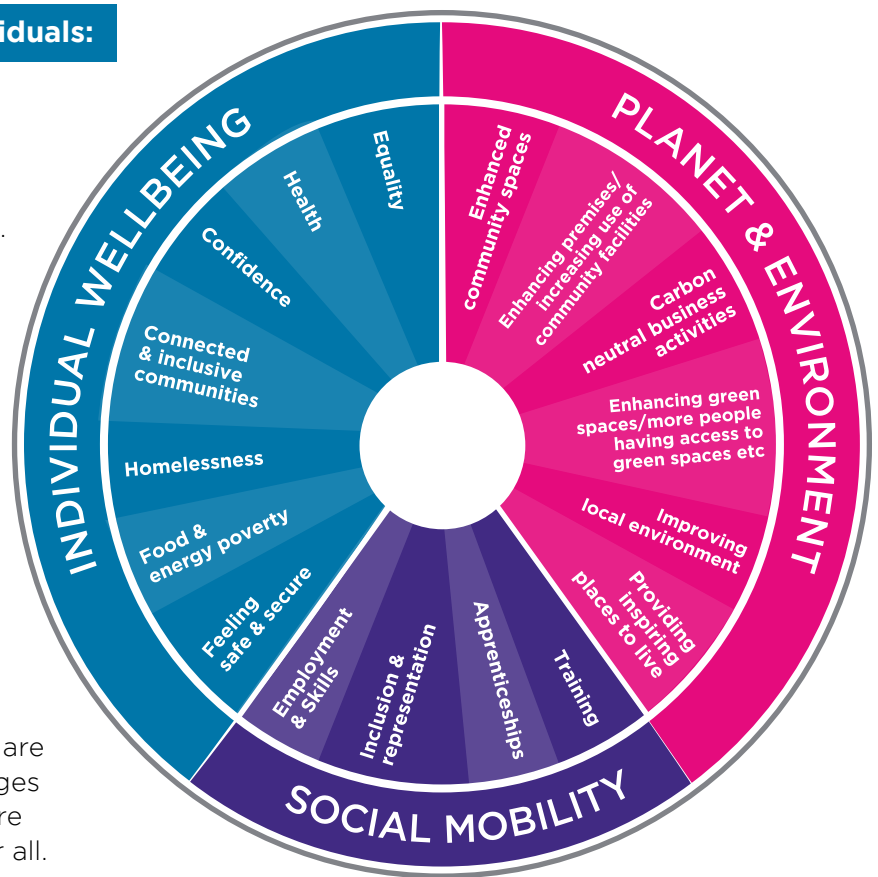 iduals:
.
INDIVIDUAL WELLBEING
Equality
Health
Confidence
Connected
& inclusive
communities
Homelessness
Food &
energy poverty
Feeling
safe & secure
PLANET & ENVIRONMENT
Enhanced
community spaces
Enhancing premises/
increasing use of
community facilities
Carbon
neutral business
activities
Enhancing green
spaces/more people
having access to
green spaces etc
Improving
local environment
Providing
inspiring
places to live
SOCIAL MOBILITY
Employment
& Skills
Inclusion &
representation
Apprenticeships
Training
are
ges
re
r all.